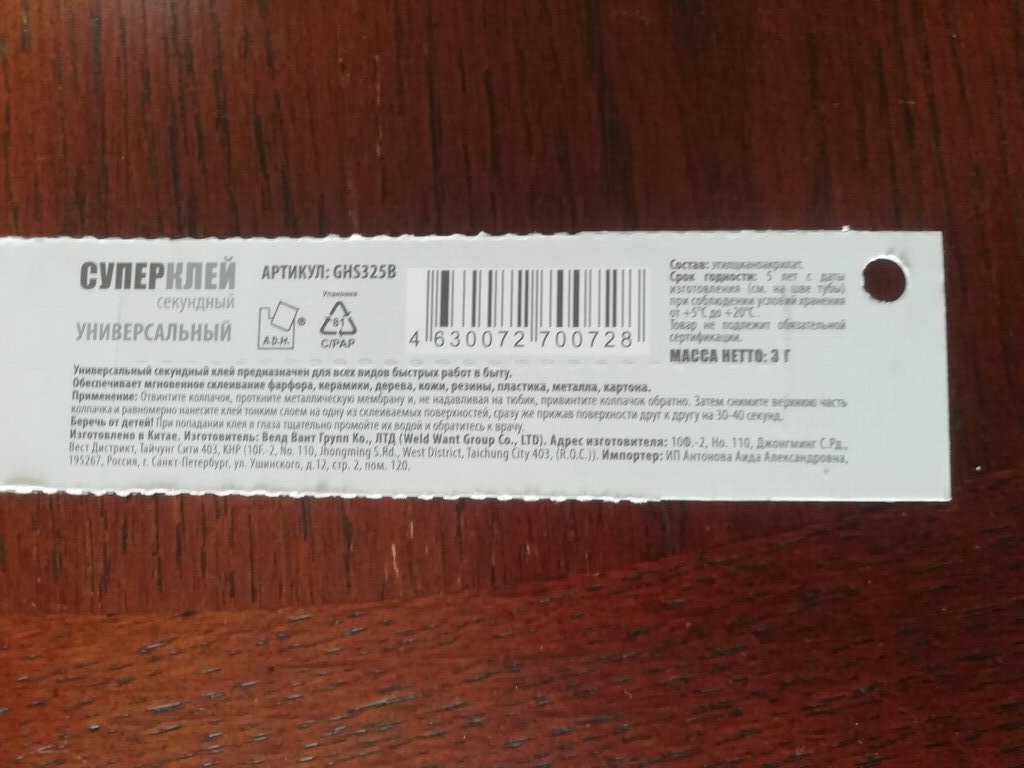 СУПЕРКЛЕЙ
секундный
УНИВЕРСАЛЬНЫЙ
АРТИКУЛ: GHS325B
A.D.M.
®
Упаковка
81
C/PAP
4 630072 700728
Состав: этилцианоакрилат.
Срок годности: 5 лет с даты
изготовления (см. на шве тубы)
при соблюдении условий хранения
от +5°С до +20°С.
Товар не подлежит обязательной
сертификации.
МАССА НЕТТО: 3 Г
Универсальный секундный клей предназначен для всех видов быстрых работ в быту.
Обеспечивает мгновенное склеивание фарфора, керамики, дерева, кожи, резины, пластика, металла, картона.
Применение: Отвинтите колпачок, проткните металлическую мембрану и, не надавливая на тюбик, привинтите колпачок обратно. Затем снимите верхнюю часть
колпачка и равномерно нанесите клей тонким слоем на одну из склеиваемых поверхностей, сразу же прижав поверхности друг к другу на 30-40 секунд.
Беречь от детей! При попадании клея в глаза тщательно промойте их водой и обратитесь к врачу.
Изготовлено в Китае. Изготовитель: Велд Вант Групп Ко., ЛТД (Weld Want Group Co., LTD). Адрес изготовителя: 10Ф.-2, Но. 110, Джонгминг С.Рд.,
Вест Дистрикт, Тайчунг Сити 403, КНР (10F.-2, No. 110, Jhongming S.Rd., West District, Taichung City 403, (R.O.C.)). Импортер: ИП Антонова Аида Александровна,
195267, Россия, г. Санкт-Петербург, ул. Ушинского, д.12, стр. 2, пом. 120.